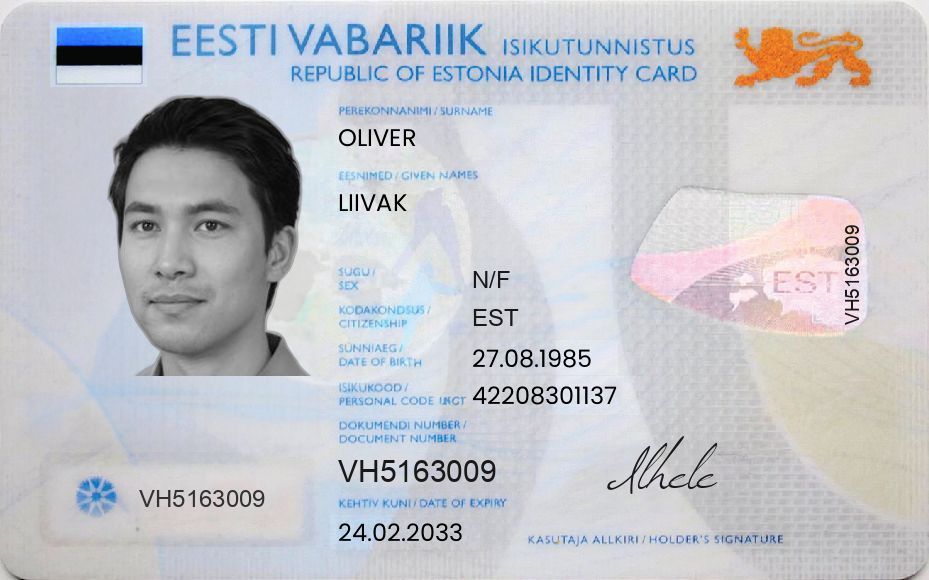 EESTI VABARIIK ISIKUTUNNISTUS
REPUBLIC OF ESTONIA IDENTITY CARD
PEREKONNANIMI / SURNAME
OLIVER
EESNIMED / GIVEN NAMES
LIIVAK
SUGU /
SEX
N/F
KODAKONDSUS /
CITIZENSHIP
EST
SÜNNIAEG /
DATE OF BIRTH
27.08.1985
ISIKUKOOD /
PERSONAL CODE
42208301137
DOKUMENDI NUMBER /
DOCUMENT NUMBER
VH5163009
KEHTIV KUNI / DATE OF EXPIRY
24.02.2033
VH5163009
EST
VH5163009
KASUTAJA ALLKIRI / HOLDER'S SIGNATURE